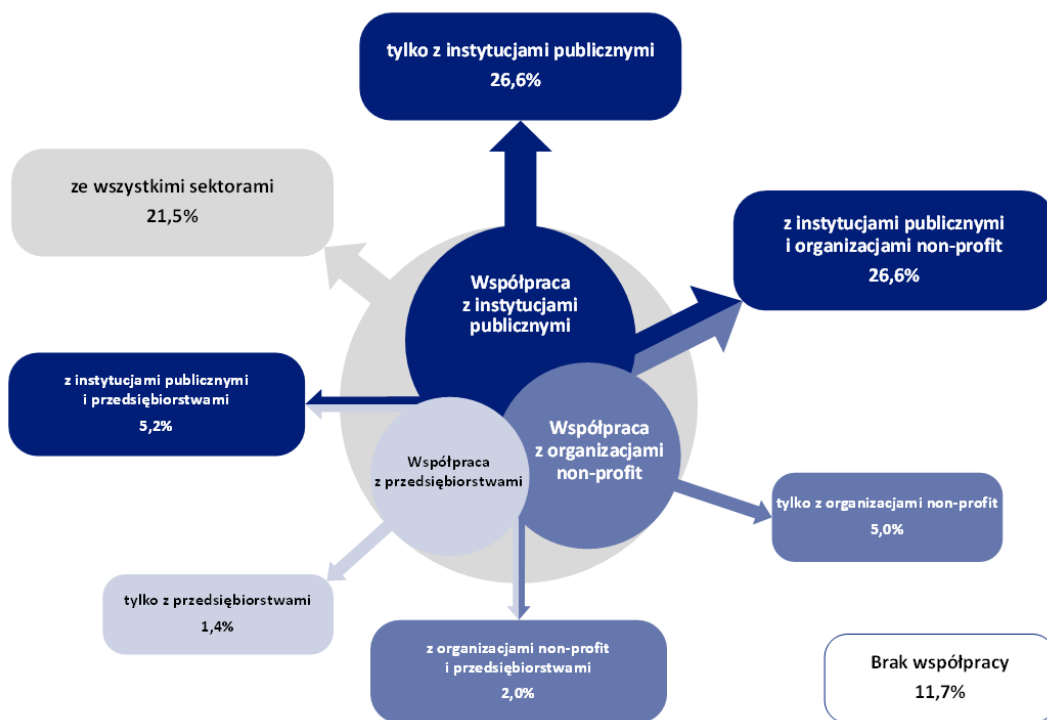 tylko z instytucjami publicznymi
26,6%
ze wszystkimi sektorami
21,5%
z instytucjami publicznymi
i organizacjami non-profit
26,6%
Współpraca
z instytucjami
publicznymi
z instytucjami publicznymi
i przedsiębiorstwami
5,2%
Współpraca
z organizacjami
non-profit
Współpraca
z przedsiębiorstwami
tylko z organizacjami non-profit
5,0%
tylko z przedsiębiorstwami
1,4%
z organizacjami non-profit
i przedsiębiorstwami
2,0%
Brak współpracy
11,7%